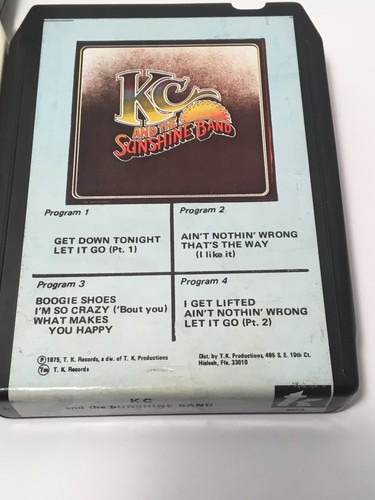 KC
AND THE
SUNSHINE BAND
Program 1
GET DOWN TONIGHT
LET IT GO (Pt. 1)
Program 2
AIN'T NOTHIN' WRONG
THAT'S THE WAY
(I like it)
Program 3
BOOGIE SHOES
I'M SO CRAZY ('Bout you)
WHAT MAKES
YOU HAPPY
Program 4
I GET LIFTED
AIN'T NOTHIN' WRONG
LET IT GO (Pt. 2)
Ⓟ1975, T. K. Records, a div. of T. K. Productions
Tm T. K. Records
Dist. by T.K. Productions, 495 S. E. 10th Ct.
Hialeah, Fla. 33010
KC
and the SUNSHINE BAND